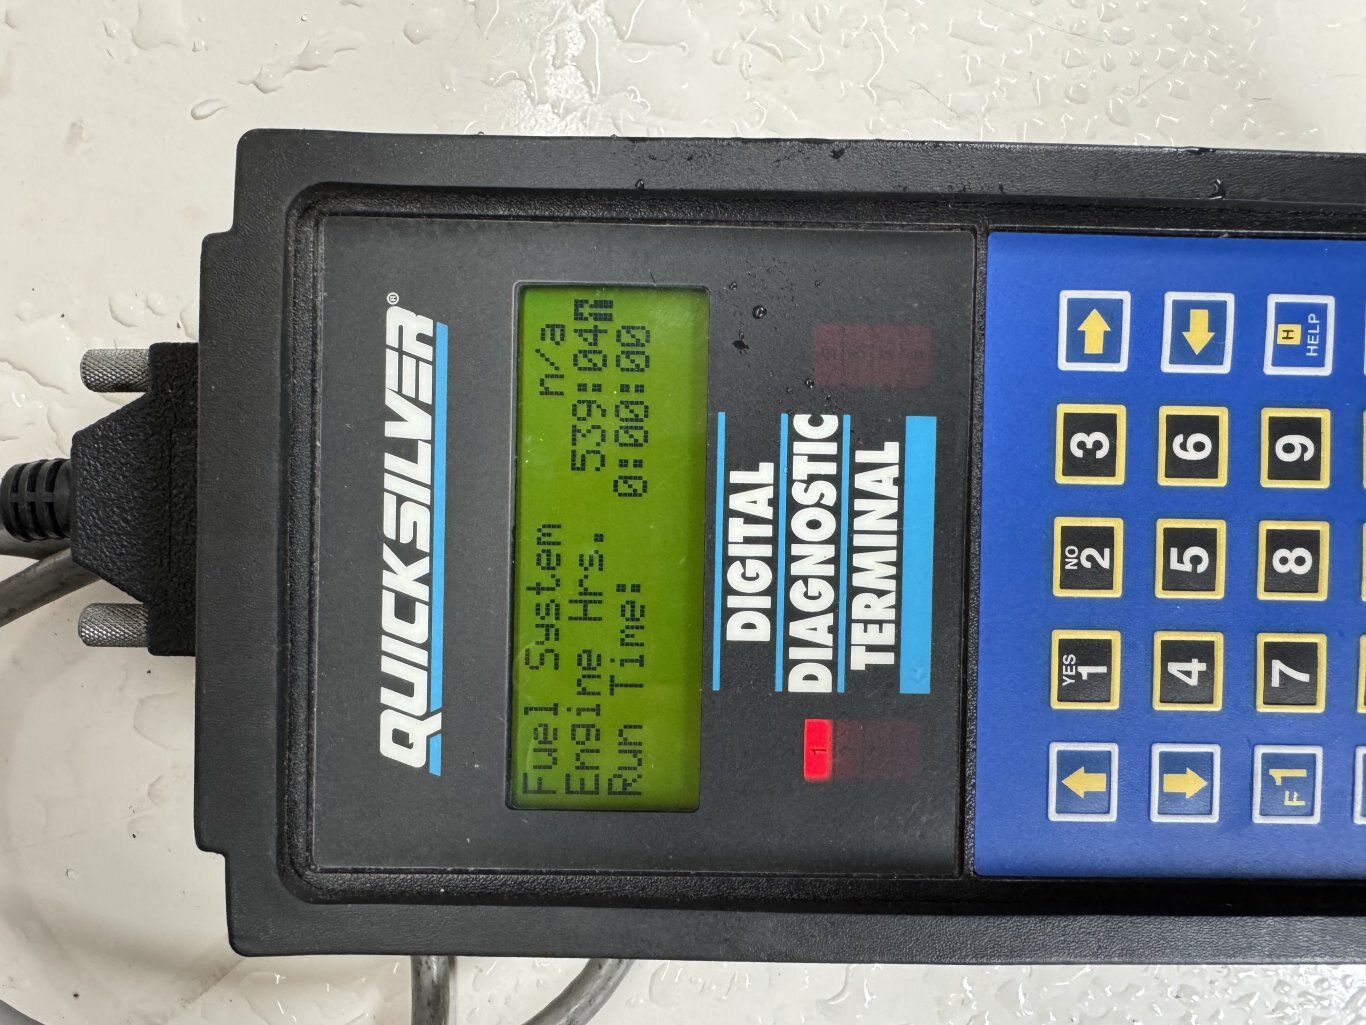 QUICKSILVER®
Fuel System n/a
Engine Hrs. 539:04
Run Time: 0:00:00
DIGITAL
DIAGNOSTIC
TERMINAL
1
YES
1
NO
2
3
4
5
6
F1
7
8
9
H
HELP